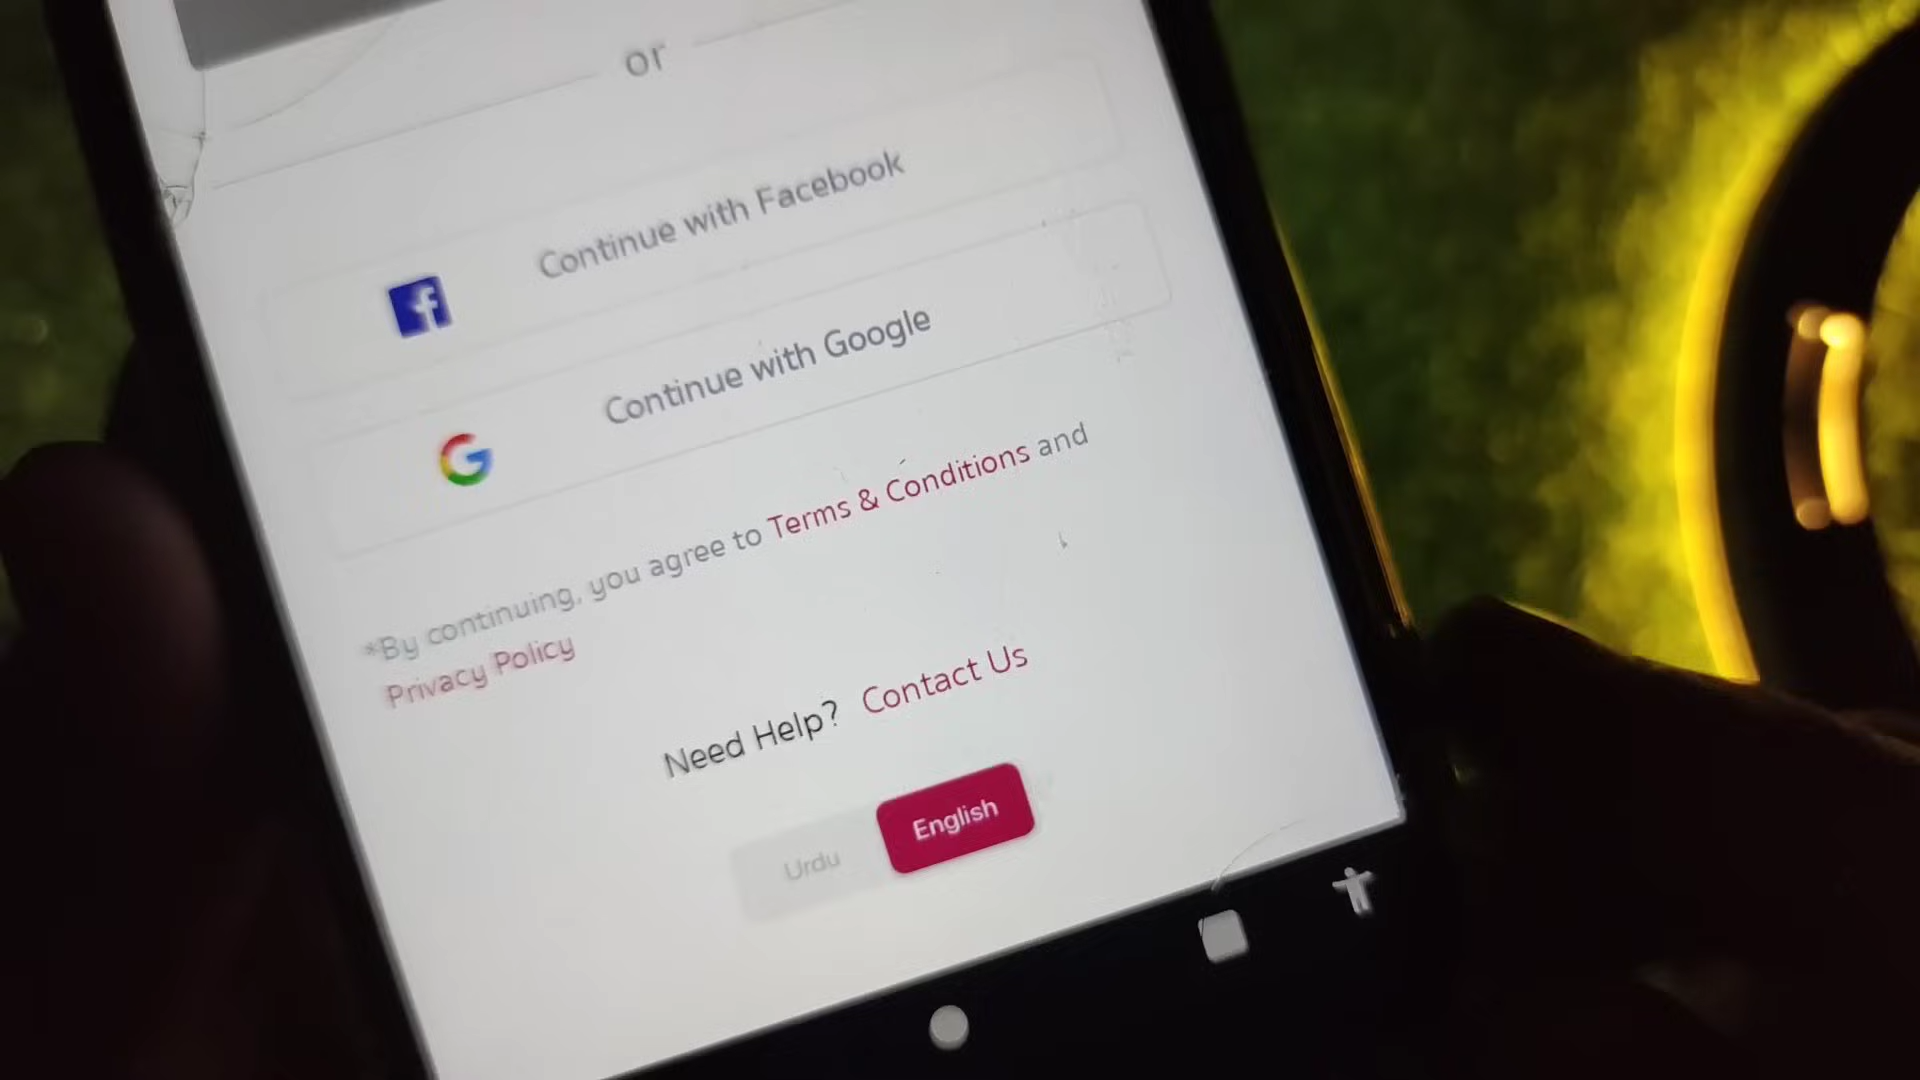 or
Continue with Facebook
Continue with Google
*By continuing, you agree to Terms & Conditions and
Privacy Policy
Need Help? Contact Us
Urdu English